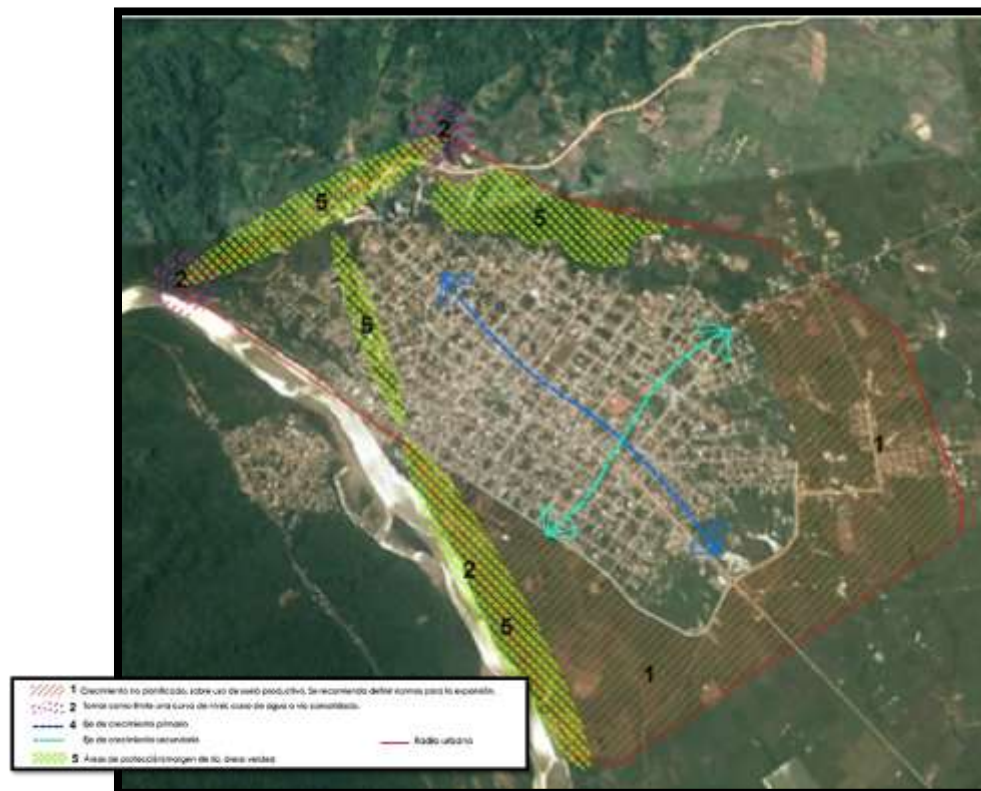 2
5
5
2
5
1
2
5
1
1 Crecimiento no planificado, sobre uso de suelo productivo. Se recomienda definir normas para la expansión.
2 Tomar como límite una curva de nivel, curso de agua o vía consolidada.
4 Eje de crecimiento primario
Eje de crecimiento secundario
Radio urbano
5 Áreas de protección margen de río, áreas verdes